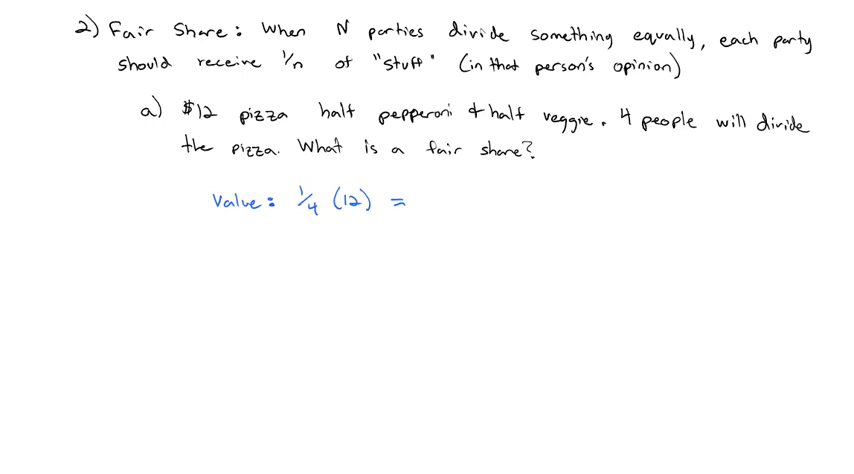 2) Fair Share: When N parties divide something equally, each party
should receive 1/n of "stuff" (in that person's opinion)
a) $12 pizza half pepperoni & half veggie. 4 people will divide
the pizza. What is a fair share?
Value: 1/4 (12) =